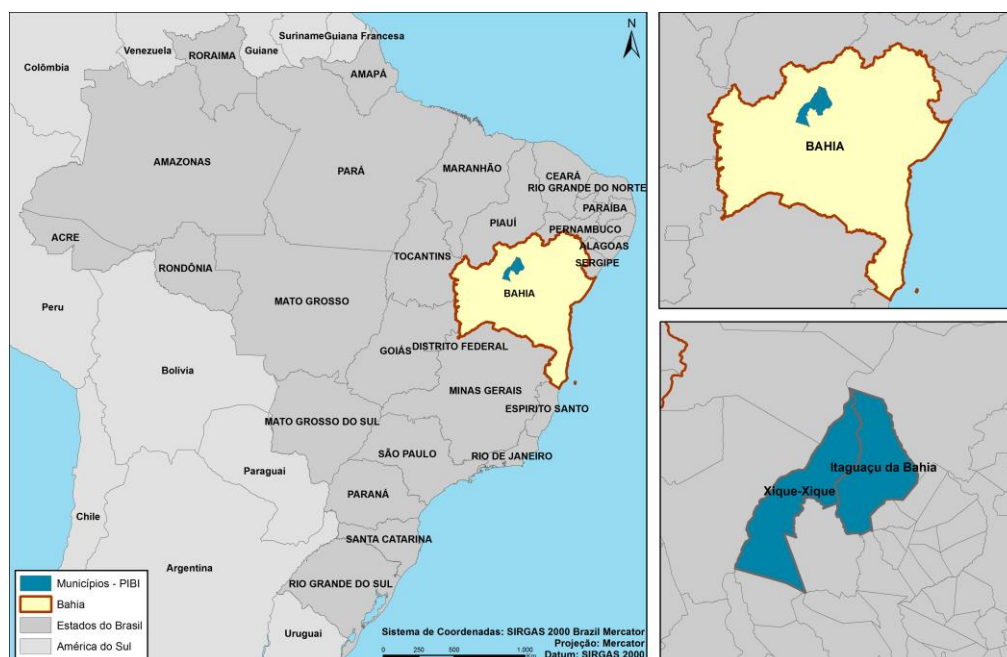 N
Suriname
Guiana Francesa
Venezuela
Guiane
RORAIMA
Colômbia
AMAPÁ
AMAZONAS
PARÁ
MARANHÃO
CEARÁ
RIO GRANDE DO NORTE
PARAÍBA
PIAUÍ
PERNAMBUCO
ACRE
ALAGOAS
TOCANTINS
SERGIPE
RONDÔNIA
BAHIA
MATO GROSSO
Peru
DISTRITO FEDERAL
GOIÁS
Bolívia
MINAS GERAIS
ESPIRITO SANTO
MATO GROSSO DO SUL
SÃO PAULO
RIO DE JANEIRO
Paraguai
PARANÁ
Chile
SANTA CATARINA
Argentina
RIO GRANDE DO SUL
Uruguai
Municípios - PIBI
Bahia
Estados do Brasil
América do Sul
Sistema de Coordenadas: SIRGAS 2000 Brazil Mercator
Projeção: Mercator
Datum: SIRGAS 2000
0 250 500 1.000
Km
BAHIA
Itaguaçu da Bahia
Xique-Xique